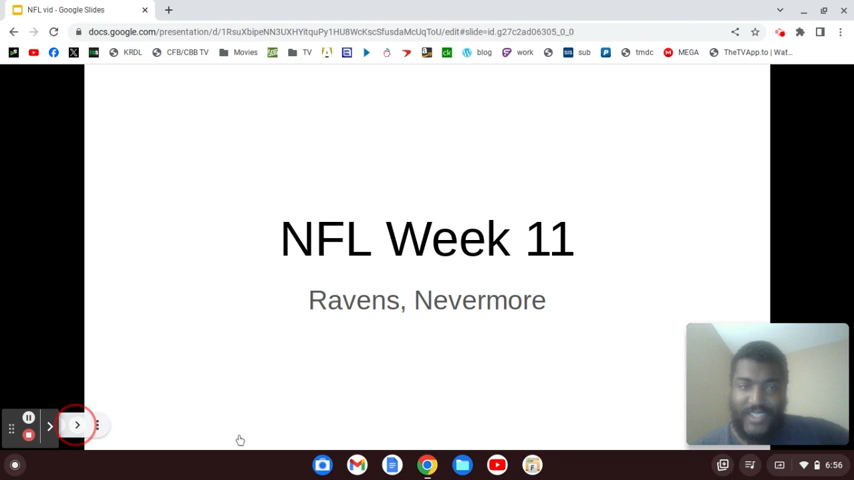 NFL vid - Google Slides
docs.google.com/presentation/d/1RsuXbipeNN3UXHYitquPy1HU8WcKscSfusdaMcUqToU/edit#slide=id.g27c2ad06305_0_0
KRDL CFB/CBB TV Movies TV blog work sub tmdc MEGA TheTVApp.to | Wat...
NFL Week 11
Ravens, Nevermore
6:56